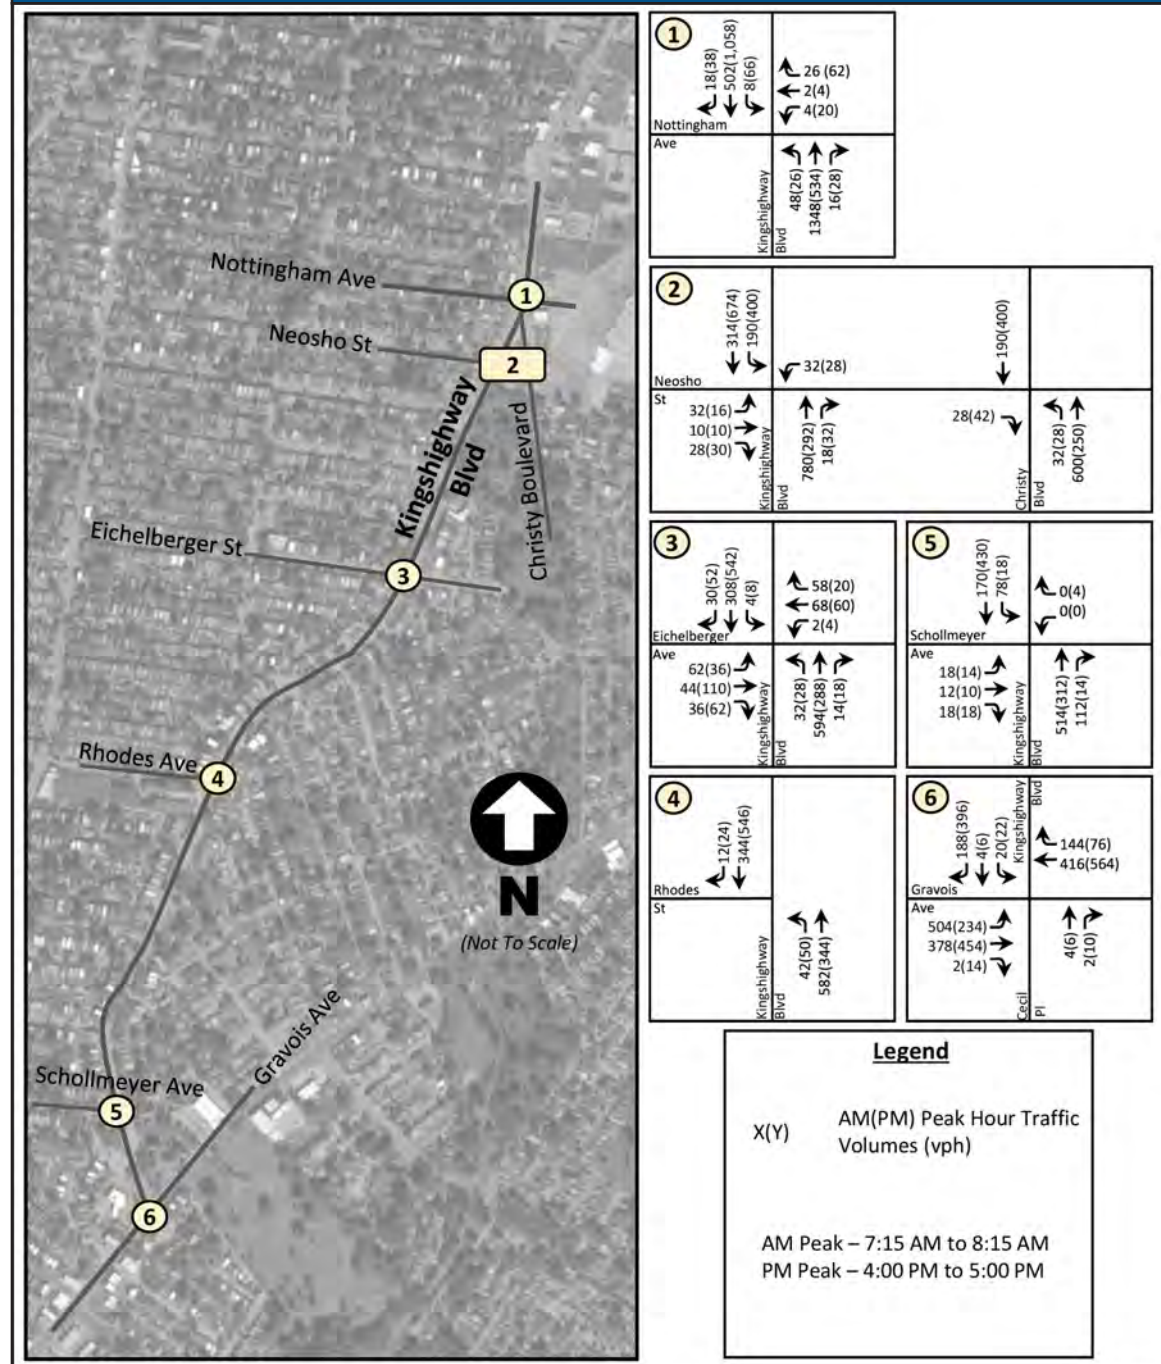 Nottingham Ave
1
Neosho St
2
Kingshighway
Blvd
Christy Boulevard
Eichelberger St
3
Rhodes Ave
4
N
(Not To Scale)
Gravois Ave
Schollmeyer Ave
5
6
1
18(38)
502(1,058)
8(66)
26 (62)
2(4)
4(20)
Nottingham
Ave
Kingshighway
Blvd
48(26)
1348(534)
16(28)
2
314(674)
190(400)
32(28)
190(400)
Neosho
St
32(16)
10(10)
28(30)
Kingshighway
Blvd
780(292)
18(32)
28(42)
Christy
Blvd
32(28)
600(250)
3
30(52)
308(542)
4(8)
58(20)
68(60)
2(4)
Eichelberger
Ave
62(36)
44(110)
36(62)
Kingshighway
Blvd
32(28)
594(288)
14(18)
5
170(430)
78(18)
0(4)
0(0)
Schollmeyer
Ave
18(14)
12(10)
18(18)
Kingshighway
Blvd
514(312)
112(14)
4
12(24)
344(546)
Rhodes
St
Kingshighway
Blvd
42(50)
582(344)
6
188(396)
4(6)
20(22)
Kingshighway
Blvd
144(76)
416(564)
Gravois
Ave
504(234)
378(454)
2(14)
Cecil
Pl
4(6)
2(10)
Legend
X(Y)
AM(PM) Peak Hour Traffic
Volumes (vph)
AM Peak – 7:15 AM to 8:15 AM
PM Peak – 4:00 PM to 5:00 PM